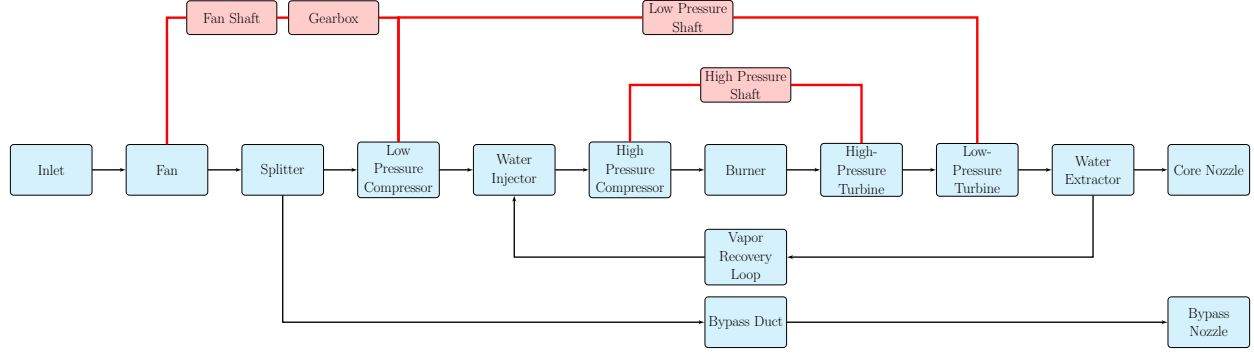 Fan Shaft
Gearbox
Low Pressure
Shaft
High Pressure
Shaft
Inlet
Fan
Splitter
Low
Pressure
Compressor
Water
Injector
High
Pressure
Compressor
Burner
High-
Pressure
Turbine
Low-
Pressure
Turbine
Water
Extractor
Core Nozzle
Vapor
Recovery
Loop
Bypass Duct
Bypass
Nozzle